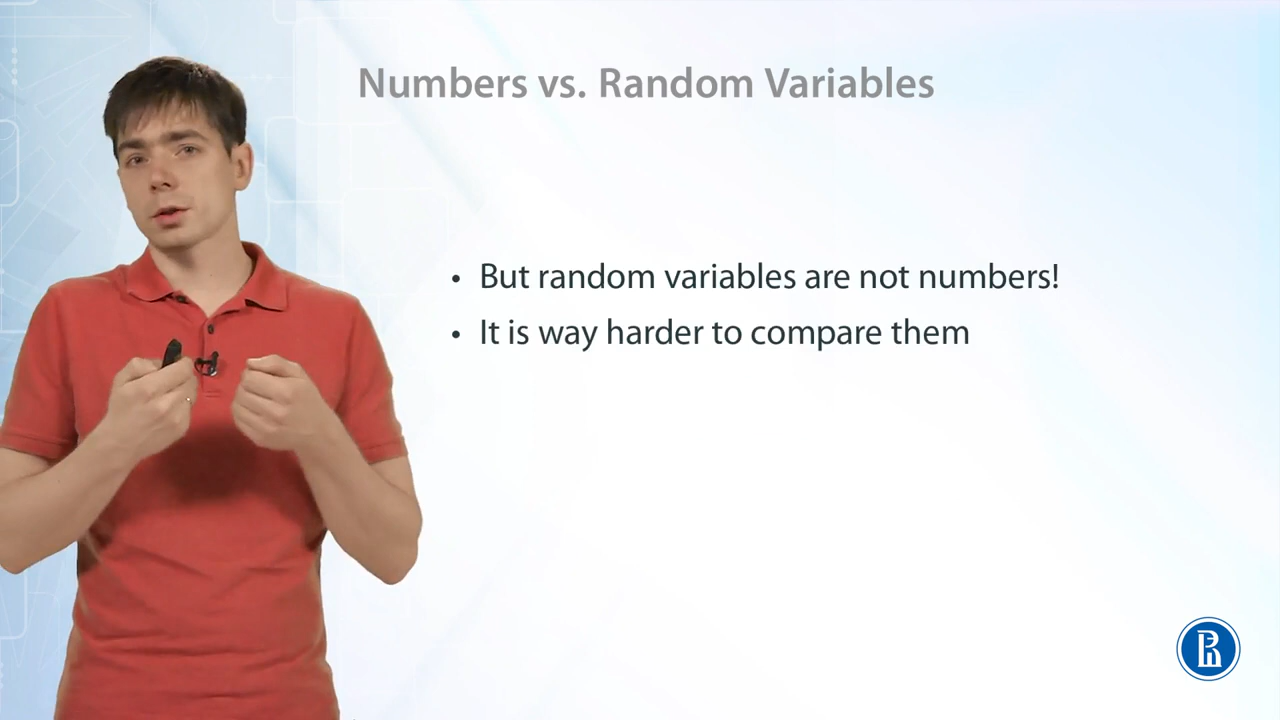 Numbers vs. Random Variables
• But random variables are not numbers!
• It is way harder to compare them